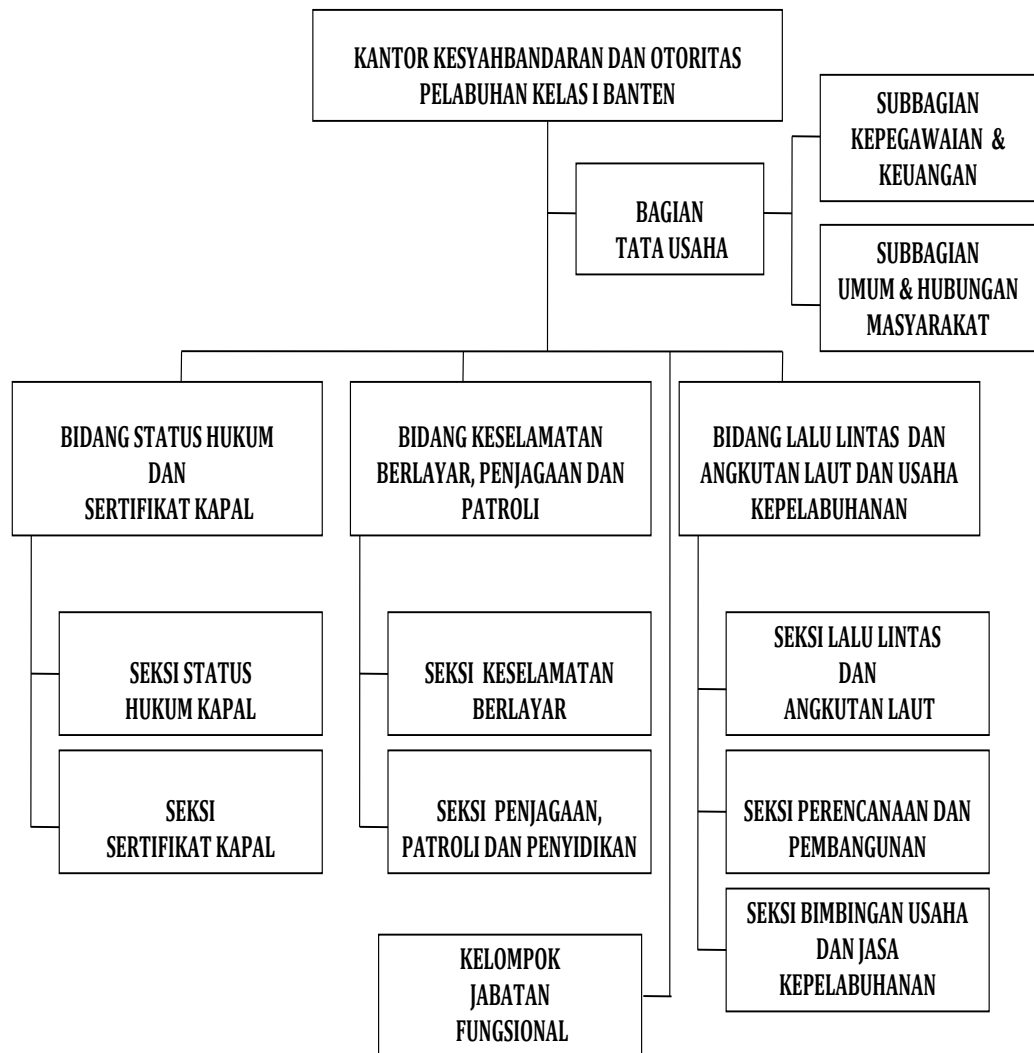 KANTOR KESYAHBANDARAN DAN OTORITAS
PELABUHAN KELAS I BANTEN
SUBBAGIAN
KEPEGAWAIAN &
KEUANGAN
BAGIAN
TATA USAHA
SUBBAGIAN
UMUM & HUBUNGAN
MASYARAKAT
BIDANG STATUS HUKUM
DAN
SERTIFIKAT KAPAL
BIDANG KESELAMATAN
BERLAYAR, PENJAGAAN DAN
PATROLI
BIDANG LALU LINTAS DAN
ANGKUTAN LAUT DAN USAHA
KEPELABUHANAN
SEKSI STATUS
HUKUM KAPAL
SEKSI KESELAMATAN
BERLAYAR
SEKSI LALU LINTAS
DAN
ANGKUTAN LAUT
SEKSI
SERTIFIKAT KAPAL
SEKSI PENJAGAAN,
PATROLI DAN PENYIDIKAN
SEKSI PERENCANAAN DAN
PEMBANGUNAN
SEKSI BIMBINGAN USAHA
DAN JASA
KEPELABUHANAN
KELOMPOK
JABATAN
FUNGSIONAL